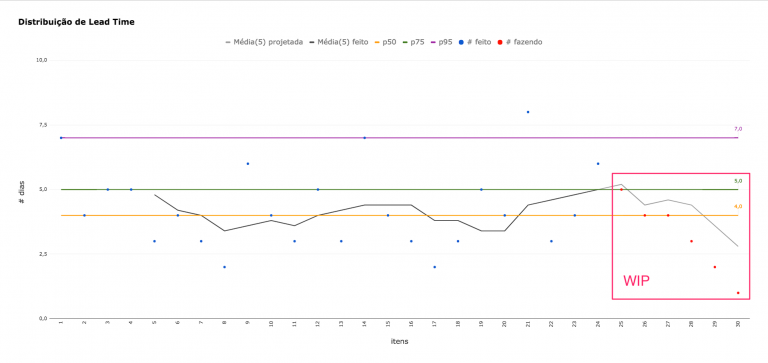 Distribuição de Lead Time
Média(5) projetada Média(5) feito p50 p75 p95 # feito # fazendo
10,0
7,5
5,0
2,5
0,0
# dias
7,0
5,0
4,0
WIP
1 2 3 4 5 6 7 8 9 10 11 12 13 14 15 16 17 18 19 20 21 22 23 24 25 26 27 28 29 30
itens